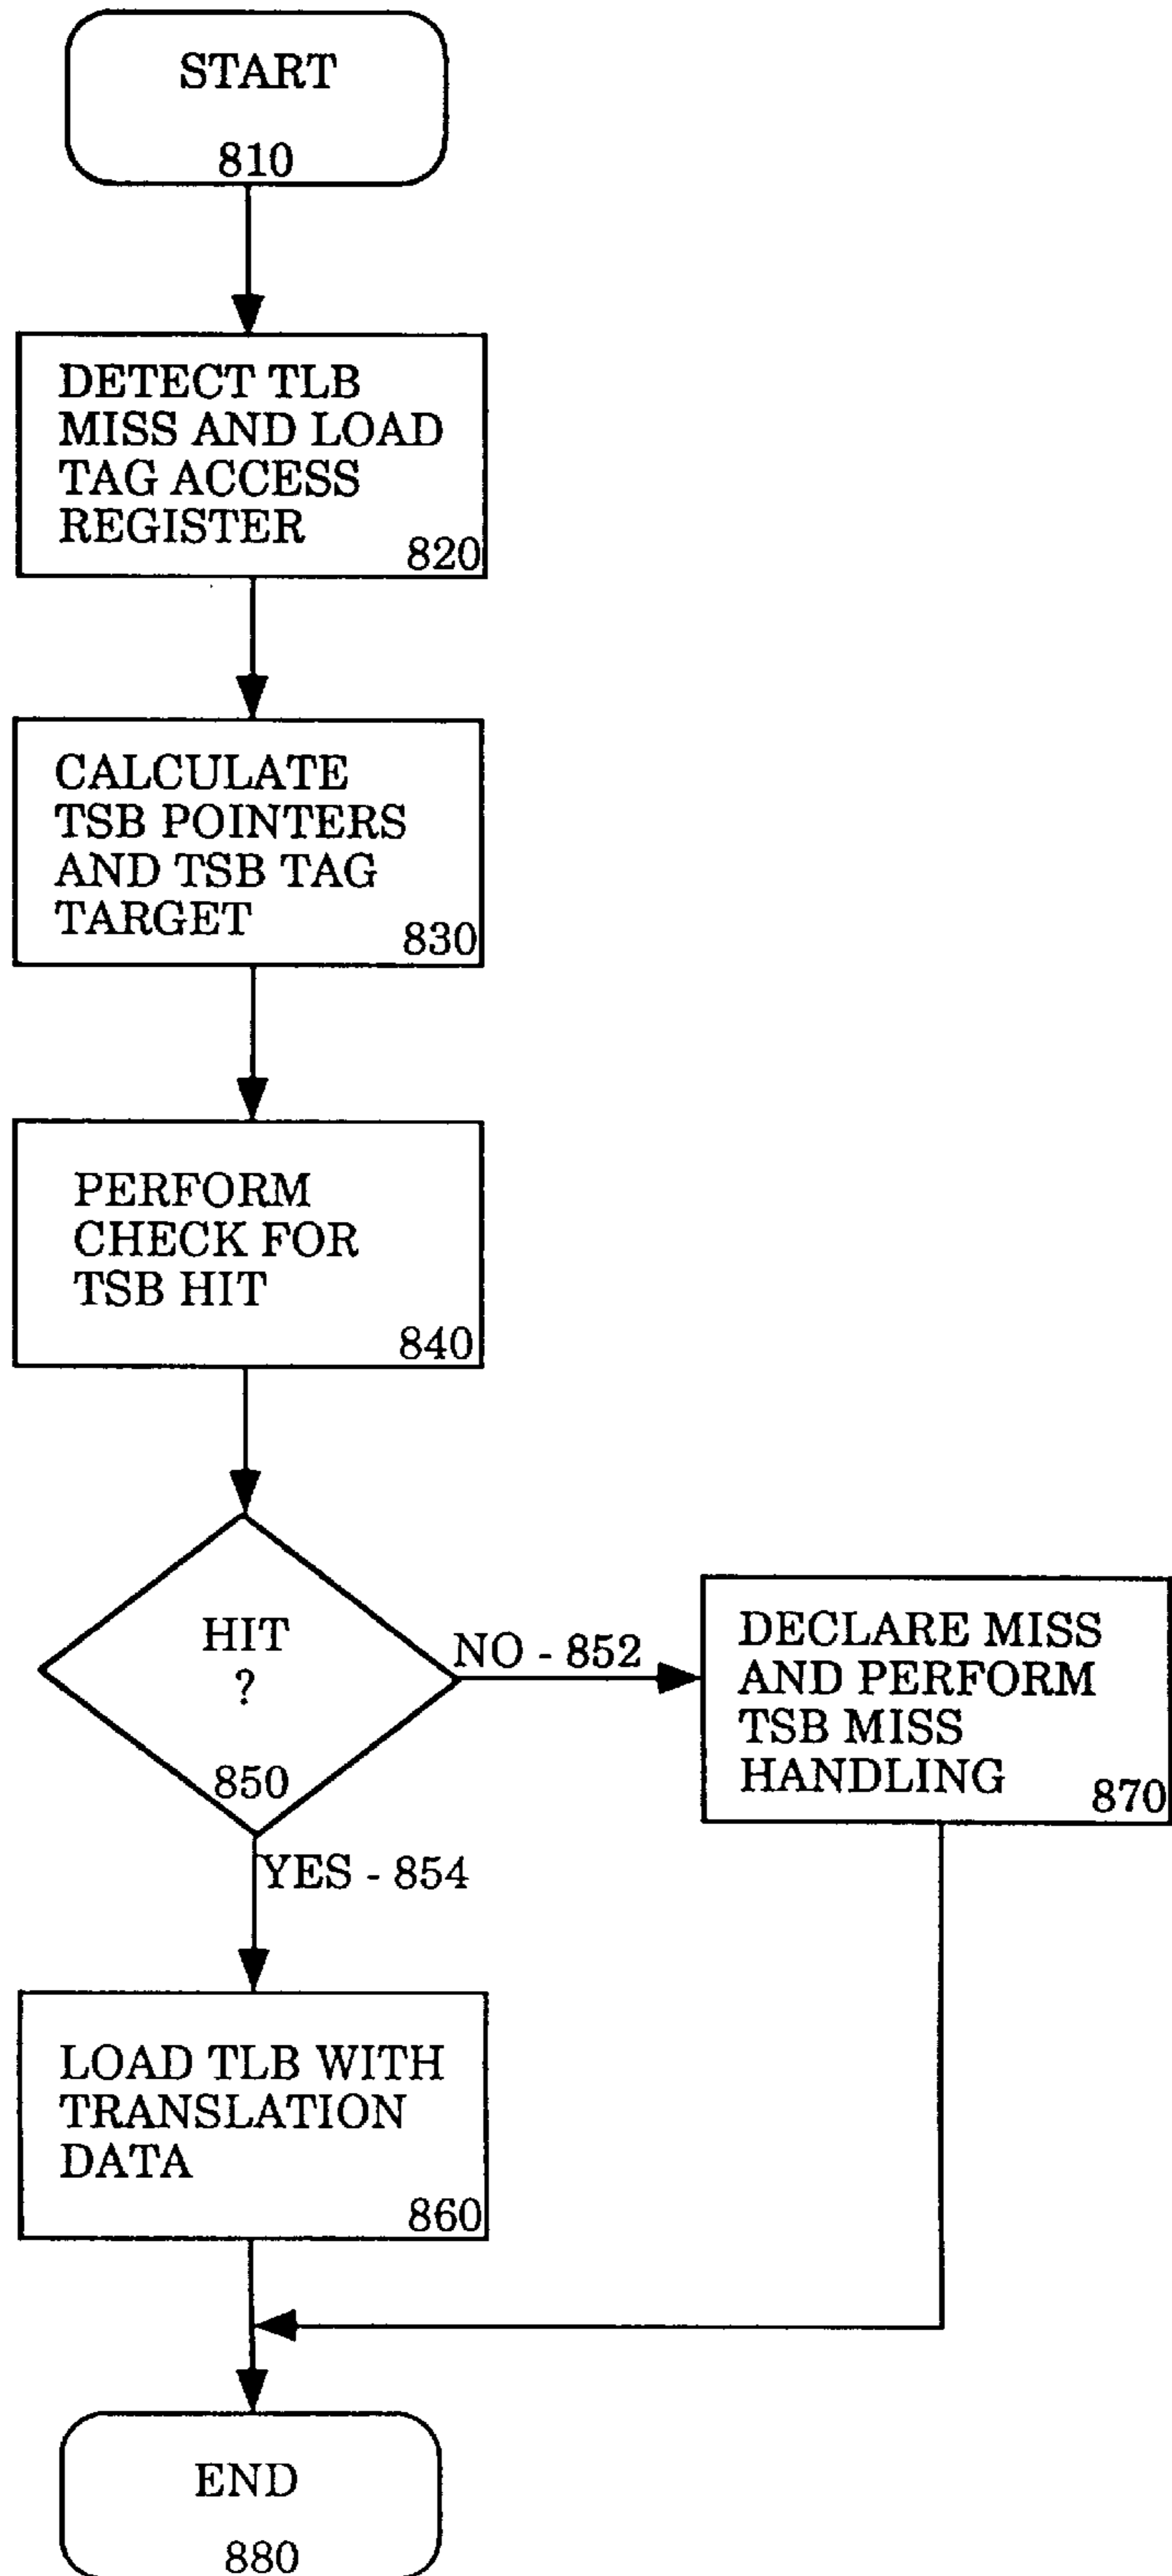 START
810
DETECT TLB
MISS AND LOAD
TAG ACCESS
REGISTER
820
CALCULATE
TSB POINTERS
AND TSB TAG
TARGET
830
PERFORM
CHECK FOR
TSB HIT
840
HIT
?
850
NO - 852
DECLARE MISS
AND PERFORM
TSB MISS
HANDLING
870
YES - 854
LOAD TLB WITH
TRANSLATION
DATA
860
END
880